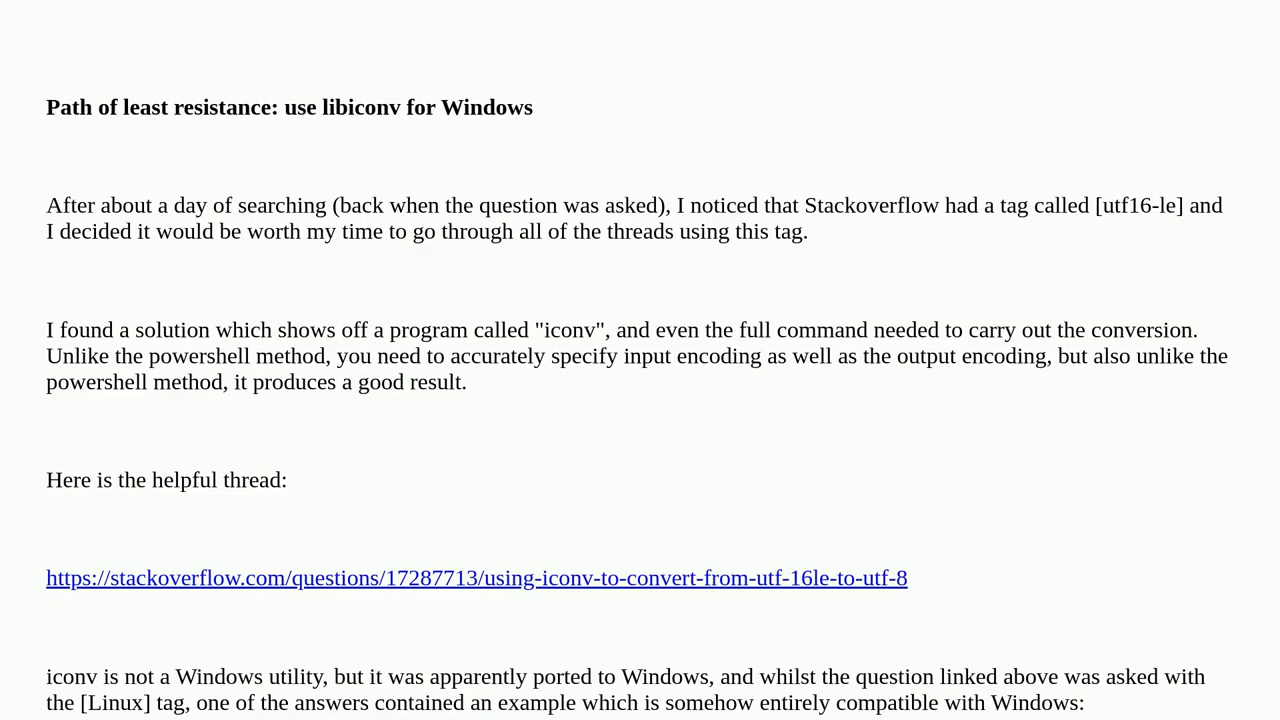 Path of least resistance: use libiconv for Windows
After about a day of searching (back when the question was asked), I noticed that Stackoverflow had a tag called [utf16-le] and
I decided it would be worth my time to go through all of the threads using this tag.
I found a solution which shows off a program called "iconv", and even the full command needed to carry out the conversion.
Unlike the powershell method, you need to accurately specify input encoding as well as the output encoding, but also unlike the
powershell method, it produces a good result.
Here is the helpful thread:
https://stackoverflow.com/questions/17287713/using-iconv-to-convert-from-utf-16le-to-utf-8
iconv is not a Windows utility, but it was apparently ported to Windows, and whilst the question linked above was asked with
the [Linux] tag, one of the answers contained an example which is somehow entirely compatible with Windows: